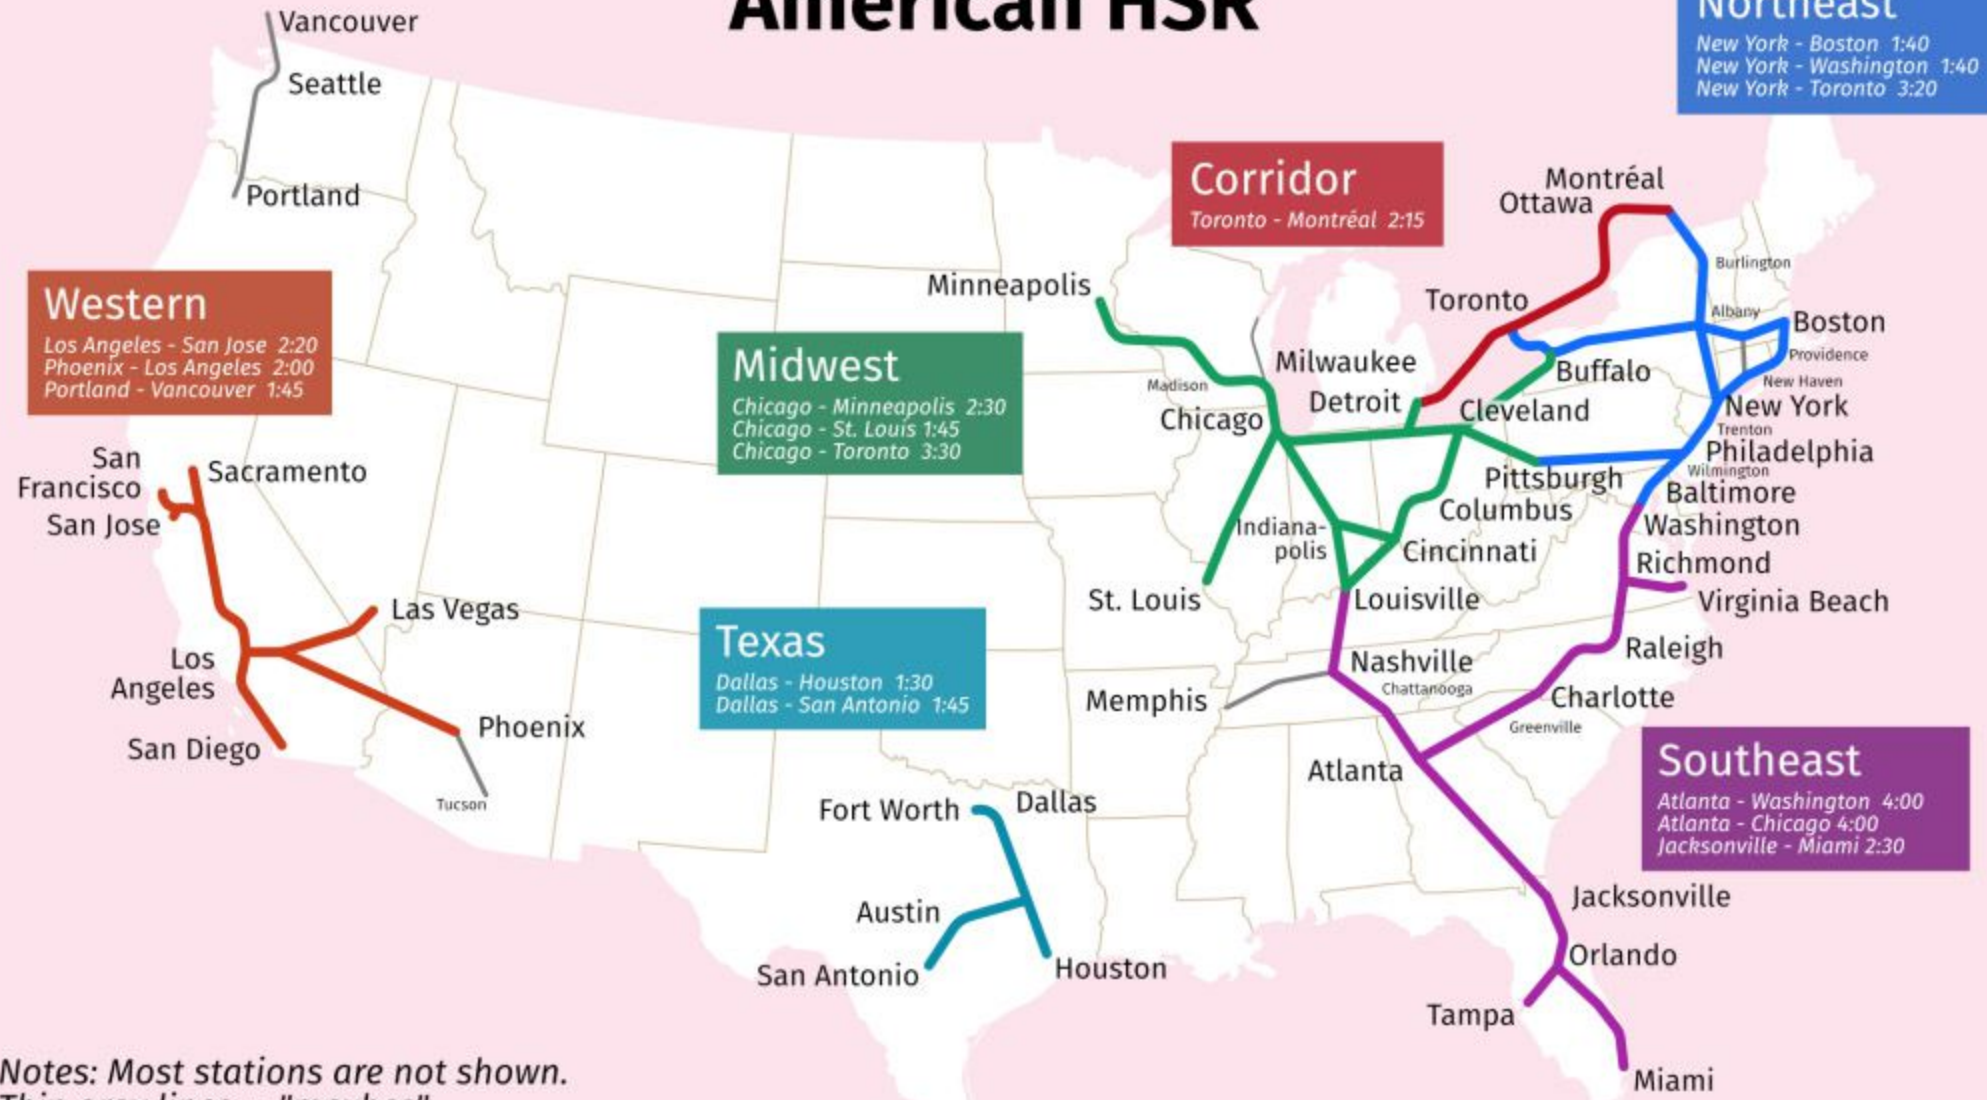 American HSR
Northeast
New York - Boston 1:40
New York - Washington 1:40
New York - Toronto 3:20
Vancouver
Seattle
Portland
Corridor
Toronto - Montréal 2:15
Montréal
Ottawa
Burlington
Toronto
Albany
Boston
Providence
Buffalo
New Haven
New York
Trenton
Philadelphia
Wilmington
Baltimore
Washington
Richmond
Virginia Beach
Raleigh
Charlotte
Greenville
Western
Los Angeles - San Jose 2:20
Phoenix - Los Angeles 2:00
Portland - Vancouver 1:45
Minneapolis
Midwest
Chicago - Minneapolis 2:30
Chicago - St. Louis 1:45
Chicago - Toronto 3:30
Madison
Milwaukee
Detroit
Chicago
Cleveland
Pittsburgh
Columbus
Indiana-
polis
Cincinnati
St. Louis
Louisville
Nashville
Chattanooga
Memphis
Atlanta
San
Francisco
Sacramento
San Jose
Las Vegas
Los
Angeles
San Diego
Phoenix
Tucson
Texas
Dallas - Houston 1:30
Dallas - San Antonio 1:45
Fort Worth
Dallas
Austin
San Antonio
Houston
Southeast
Atlanta - Washington 4:00
Atlanta - Chicago 4:00
Jacksonville - Miami 2:30
Jacksonville
Orlando
Tampa
Miami
Notes: Most stations are not shown.
Thin gray lines "maybes"